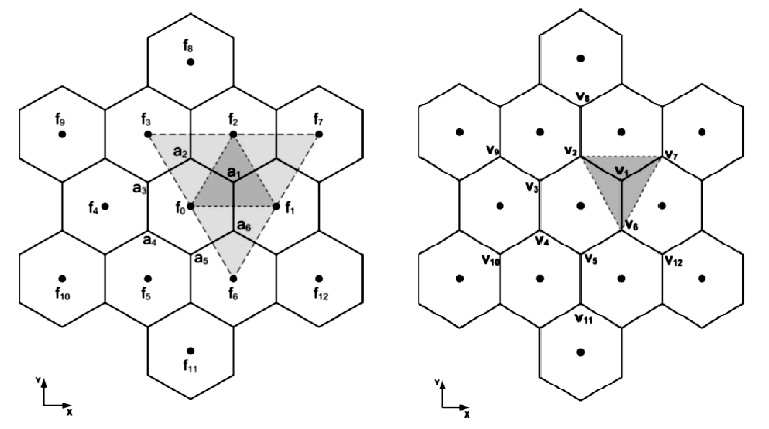 f₈
f₉ f₃ f₂ f₇
a₂
a₁
a₃
f₄ f₀ f₁
a₆
a₄
a₅
f₁₀ f₅ f₆ f₁₂
f₁₁
Y
X
v₈
v₉ v₂ v₇
v₁
v₃
v₆
v₄
v₁₀ v₅ v₁₂
v₁₁
Y
X